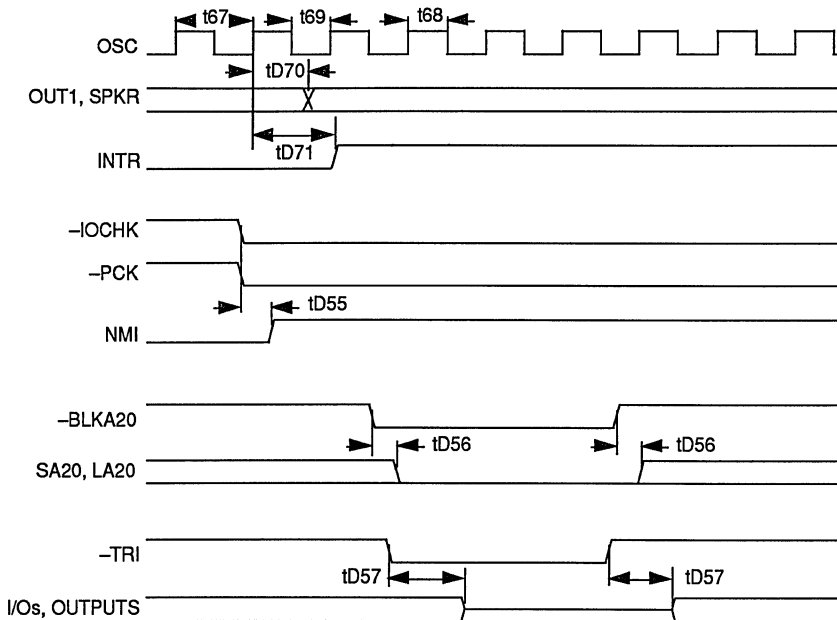 t67 t69 t68
OSC
tD70
OUT1, SPKR
tD71
INTR
–IOCHK
–PCK
tD55
NMI
–BLKA20
tD56 tD56
SA20, LA20
–TRI
tD57 tD57
I/Os, OUTPUTS